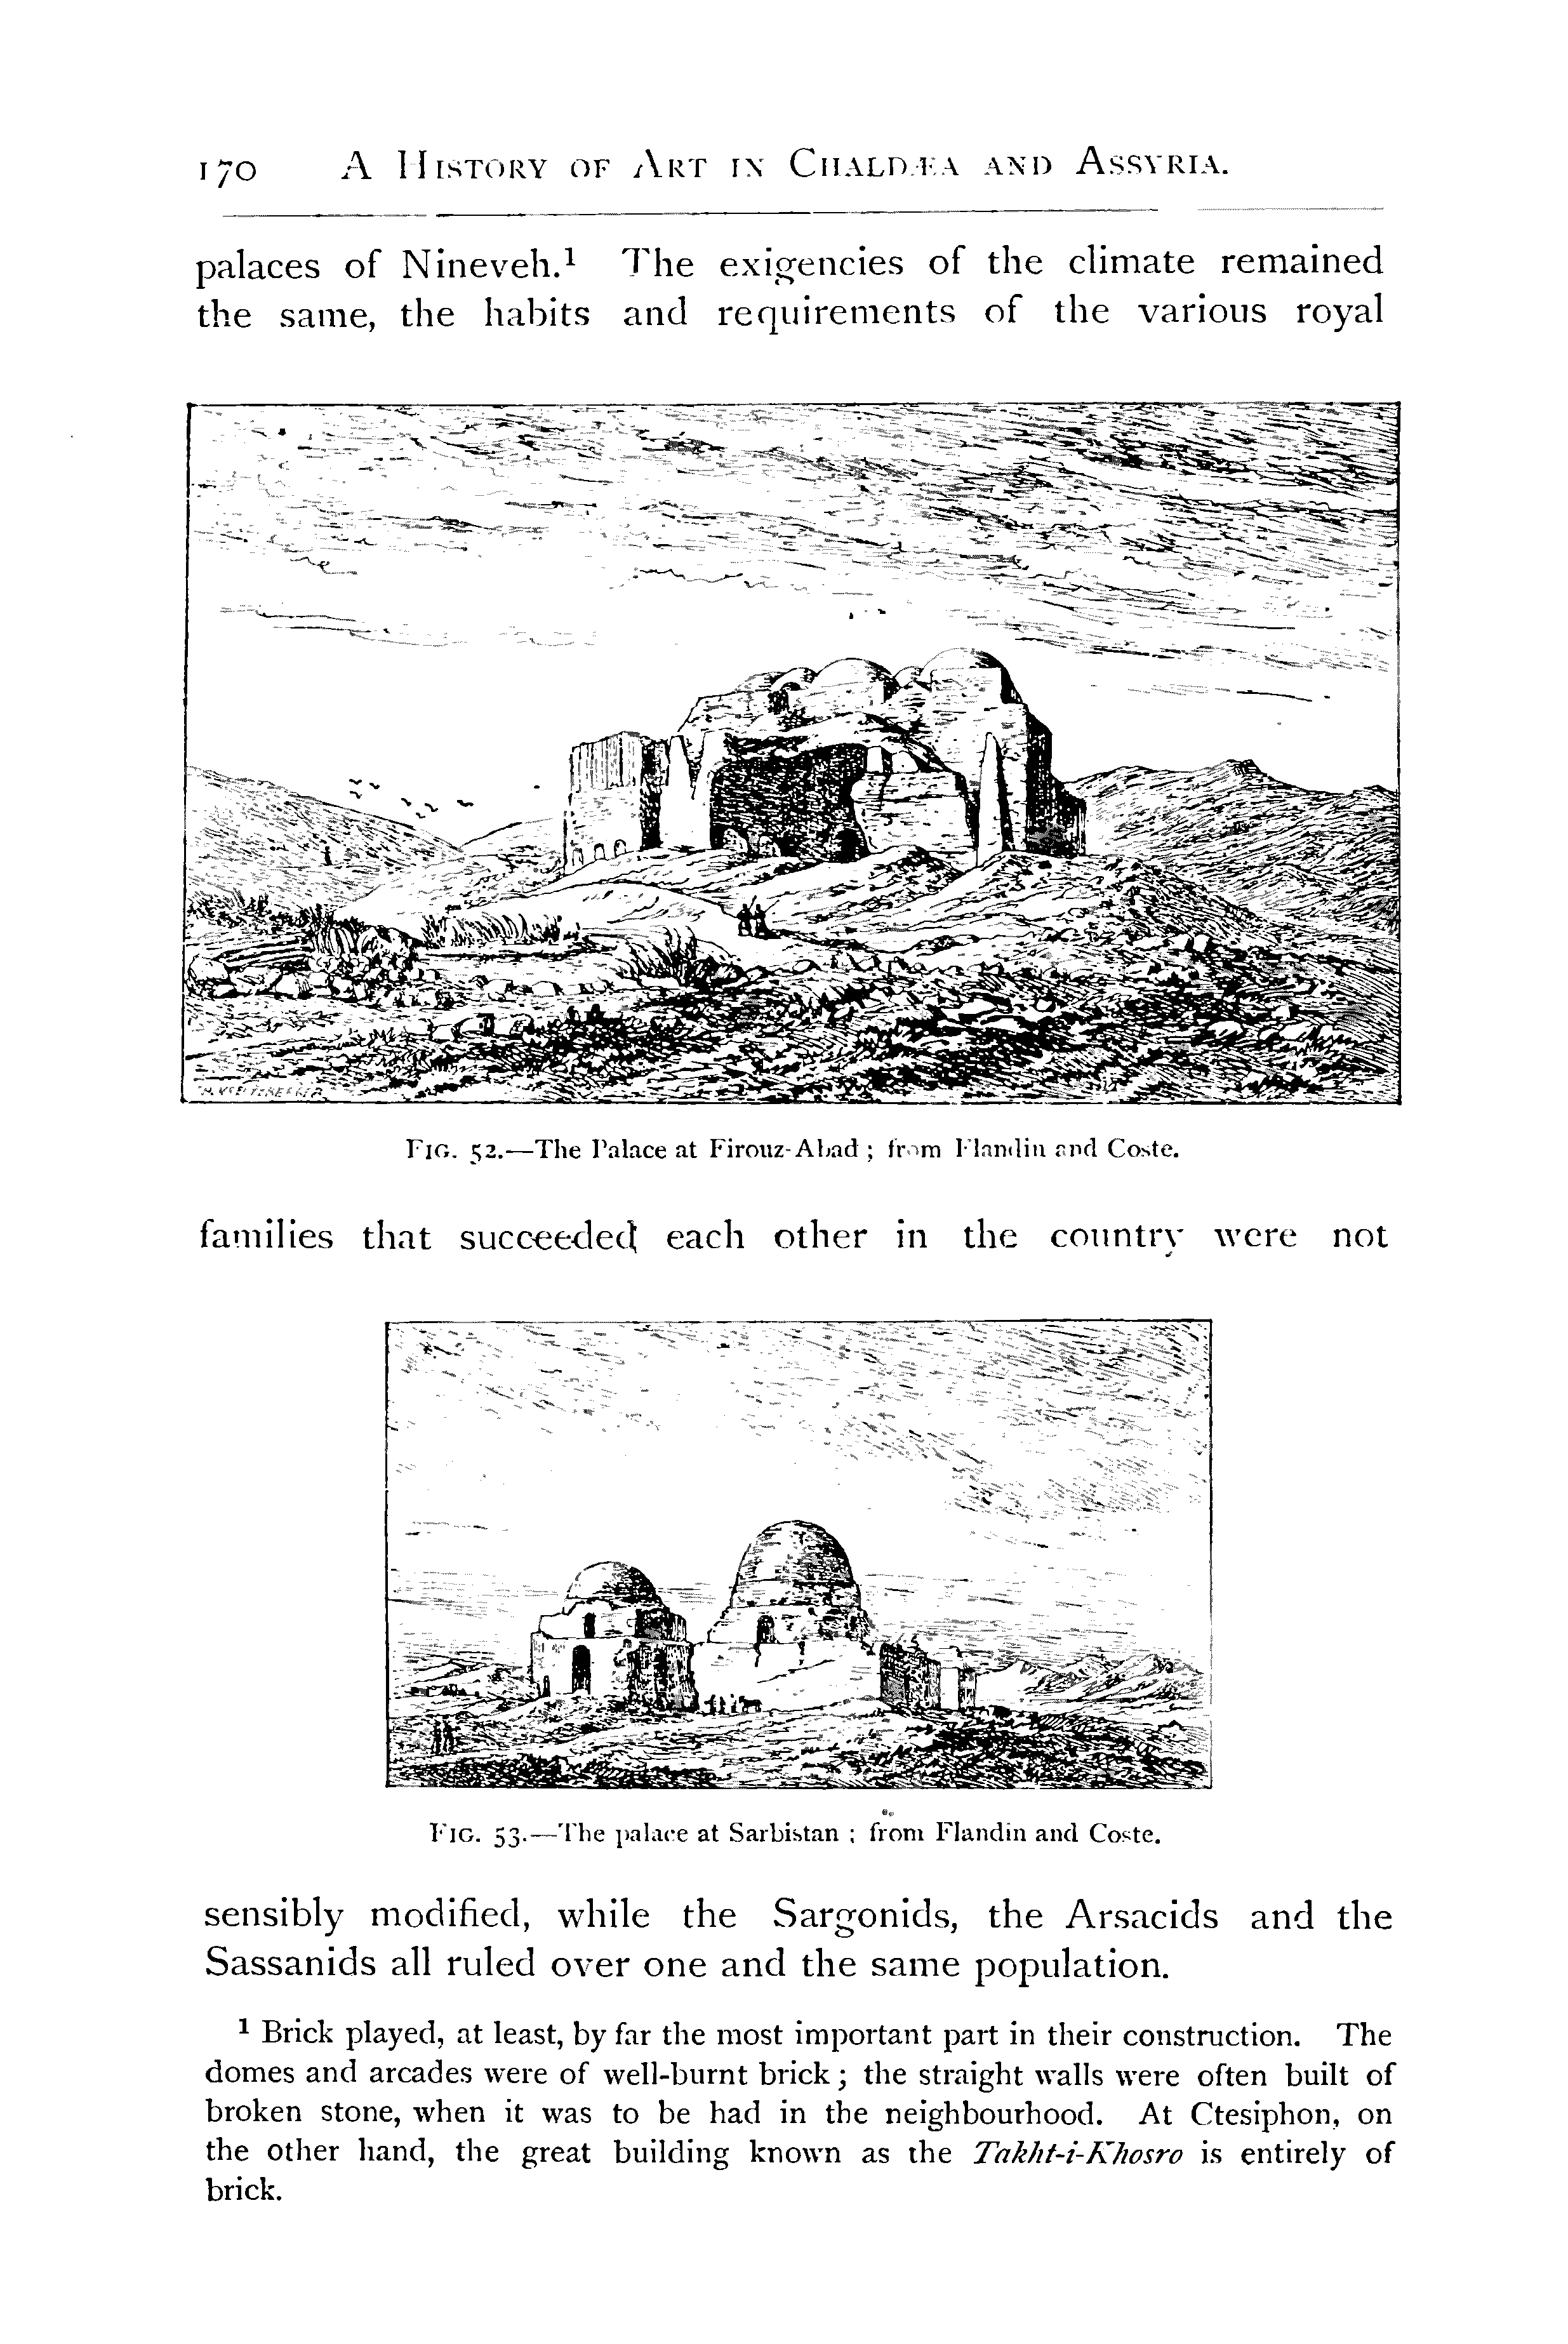 170 A History of Art in Chaldæa and Assyria.
palaces of Nineveh.¹ The exigencies of the climate remained
the same, the habits and requirements of the various royal
Fig. 52.—The Palace at Firouz-Abad ; from Flandin and Coste.
families that succeeded each other in the country were not
Fig. 53.—The palace at Sarbistan ; from Flandin and Coste.
sensibly modified, while the Sargonids, the Arsacids and the
Sassanids all ruled over one and the same population.
¹ Brick played, at least, by far the most important part in their construction. The
domes and arcades were of well-burnt brick ; the straight walls were often built of
broken stone, when it was to be had in the neighbourhood. At Ctesiphon, on
the other hand, the great building known as the Takht-i-Khosro is entirely of
brick.